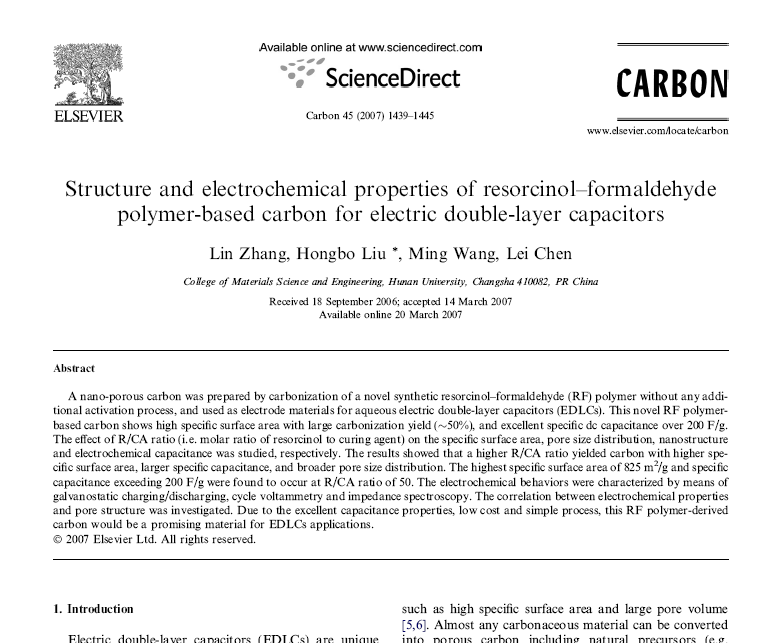 Available online at www.sciencedirect.com
ScienceDirect
ELSEVIER
CARBON
Carbon 45 (2007) 1439–1445
www.elsevier.com/locate/carbon
Structure and electrochemical properties of resorcinol–formaldehyde
polymer-based carbon for electric double-layer capacitors
Lin Zhang, Hongbo Liu *, Ming Wang, Lei Chen
College of Materials Science and Engineering, Hunan University, Changsha 410082, PR China
Received 18 September 2006; accepted 14 March 2007
Available online 20 March 2007
Abstract
A nano-porous carbon was prepared by carbonization of a novel synthetic resorcinol–formaldehyde (RF) polymer without any addi-
tional activation process, and used as electrode materials for aqueous electric double-layer capacitors (EDLCs). This novel RF polymer-
based carbon shows high specific surface area with large carbonization yield (∼50%), and excellent specific dc capacitance over 200 F/g.
The effect of R/CA ratio (i.e. molar ratio of resorcinol to curing agent) on the specific surface area, pore size distribution, nanostructure
and electrochemical capacitance was studied, respectively. The results showed that a higher R/CA ratio yielded carbon with higher spe-
cific surface area, larger specific capacitance, and broader pore size distribution. The highest specific surface area of 825 m²/g and specific
capacitance exceeding 200 F/g were found to occur at R/CA ratio of 50. The electrochemical behaviors were characterized by means of
galvanostatic charging/discharging, cycle voltammetry and impedance spectroscopy. The correlation between electrochemical properties
and pore structure was investigated. Due to the excellent capacitance properties, low cost and simple process, this RF polymer-derived
carbon would be a promising material for EDLCs applications.
© 2007 Elsevier Ltd. All rights reserved.
1. Introduction
Electric double-layer capacitors (EDLCs) are unique
such as high specific surface area and large pore volume
[5,6]. Almost any carbonaceous material can be converted
into porous carbon including natural precursors (e.g.